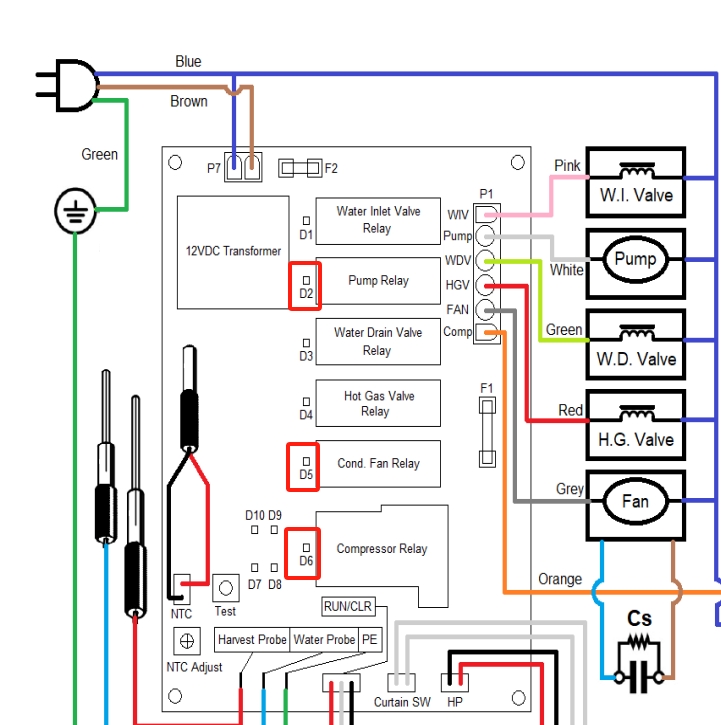 Blue
Brown
Green
P7
F2
P1
12VDC Transformer
D1
Water Inlet Valve
Relay
WIV
Pink
W.I. Valve
D2
Pump Relay
Pump
White
Pump
WDV
HGV
FAN
Comp
D3
Water Drain Valve
Relay
Green
W.D. Valve
D4
Hot Gas Valve
Relay
F1
Red
H.G. Valve
D5
Cond. Fan Relay
Grey
Fan
D10 D9
D6
Compressor Relay
D7 D8
Orange
NTC
Test
RUN/CLR
Cs
Harvest Probe
Water Probe
PE
NTC Adjust
Curtain SW
HP